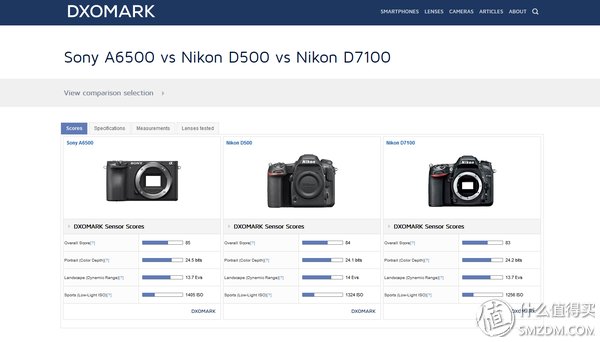 DXOMARK
SMARTPHONES LENSES CAMERAS ARTICLES ABOUT
Sony A6500 vs Nikon D500 vs Nikon D7100
View comparison selection ›
Scores Specifications Measurements Lenses tested
Sony A6500 Nikon D500 Nikon D7100
DXOMARK Sensor Scores DXOMARK Sensor Scores DXOMARK Sensor Scores
Overall Score[?] 85 Overall Score[?] 84 Overall Score[?] 83
Portrait (Color Depth)[?] 24.5 bits Portrait (Color Depth)[?] 24.1 bits Portrait (Color Depth)[?] 24.2 bits
Landscape (Dynamic Range)[?] 13.7 Evs Landscape (Dynamic Range)[?] 14 Evs Landscape (Dynamic Range)[?] 13.7 Evs
Sports (Low-Light ISO)[?] 1405 ISO Sports (Low-Light ISO)[?] 1324 ISO Sports (Low-Light ISO)[?] 1256 ISO
DXOMARK DXOMARK DXOMARK
值 什么值得买
SMZDM.COM